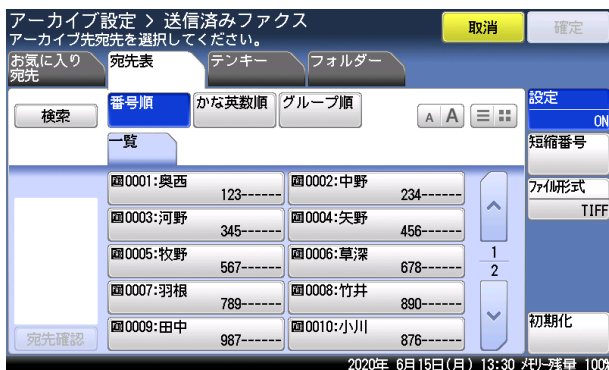 アーカイブ設定 > 送信済みファクス
アーカイブ先宛先を選択してください。
取消
確定
お気に入り
宛先
宛先表
テンキー
フォルダー
検索
番号順
かな英数順
グループ順
A A
一覧
0001:奥西
123------
0002:中野
234------
0003:河野
345------
0004:矢野
456------
0005:牧野
567------
0006:草深
678------
0007:羽根
789------
0008:竹井
890------
0009:田中
987------
0010:小川
876------
1
2
宛先確認
設定
ON
短縮番号
ファイル形式
TIFF
初期化
2020年 6月15日(月) 13:30 メモリー残量 100%